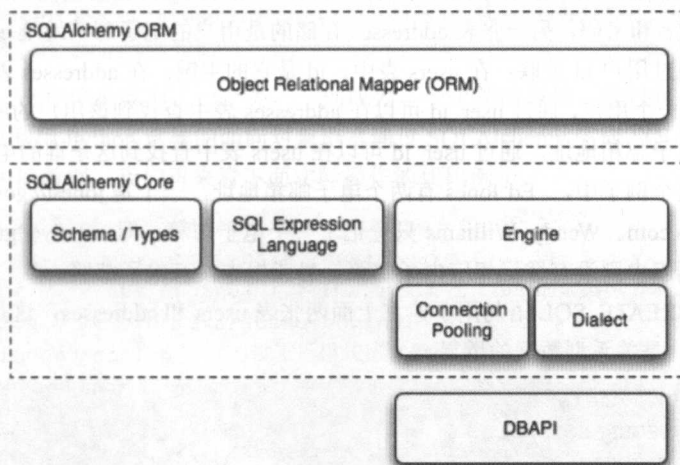 SQLAlchemy ORM
Object Relational Mapper (ORM)
SQLAlchemy Core
Schema / Types
SQL Expression
Language
Engine
Connection
Pooling
Dialect
DBAPI